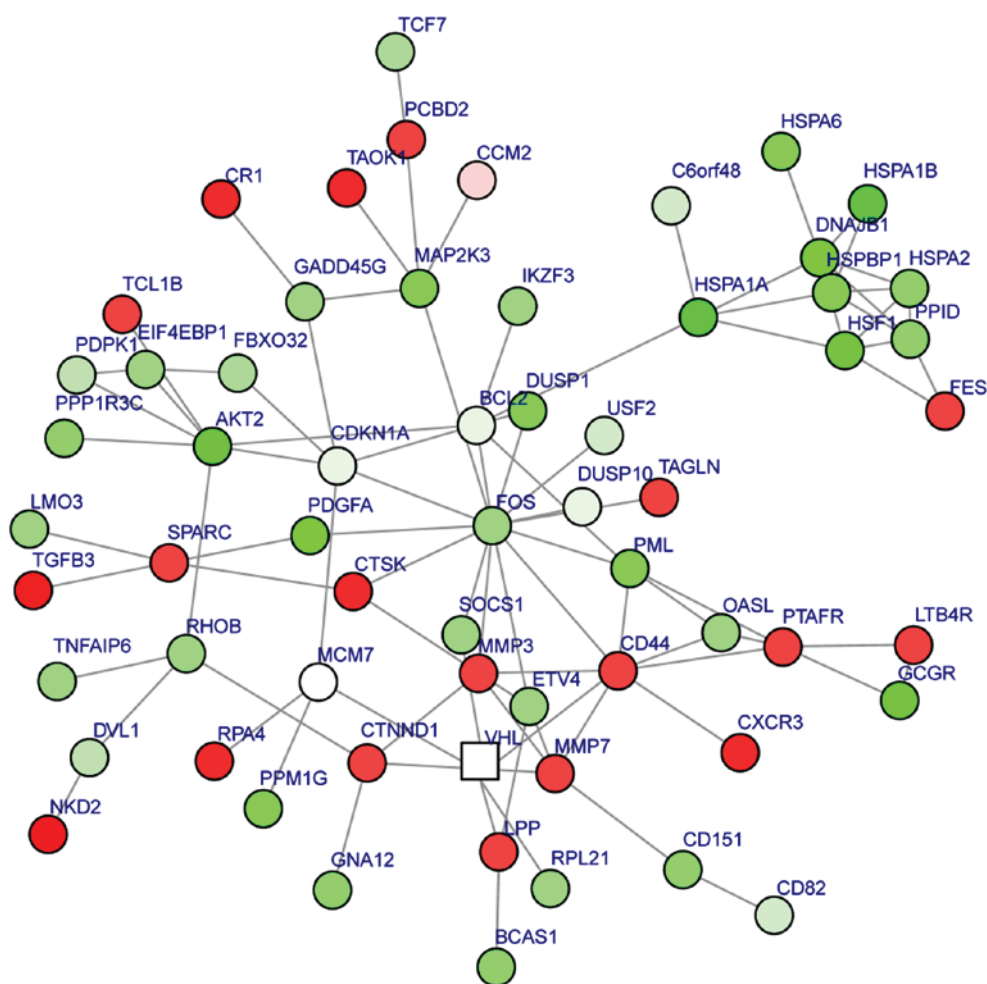 TCF7
PCBD2
TAOK1
CCM2
CR1
HSPA6
C6orf48
HSPA1B
DNAJB1
GADD45G
MAP2K3
HSPBP1
HSPA2
IKZF3
HSPA1A
TCL1B
HSF1
PPID
EIF4EBP1
PDPK1
FBXO32
DUSP1
FES
PPP1R3C
AKT2
BCL2
USF2
CDKN1A
TAGLN
DUSP10
LMO3
PDGFA
FOS
SPARC
PML
TGFB3
CTSK
SOCS1
OASL
PTAFR
LTB4R
TNFAIP6
RHOB
MCM7
MMP3
CD44
GCGR
ETV4
DVL1
RPA4
CTNND1
VHL
MMP7
CXCR3
PPM1G
NKD2
LPP
GNA12
RPL21
CD151
CD82
BCAS1